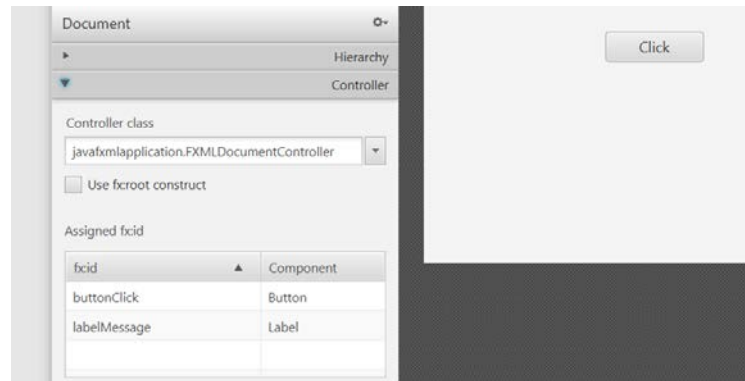 Document
Hierarchy
Controller
Controller class
javafxmlapplication.FXMLDocumentController
Use fx:root construct
Assigned fx:id
fx:id
Component
buttonClick
Button
labelMessage
Label
Click